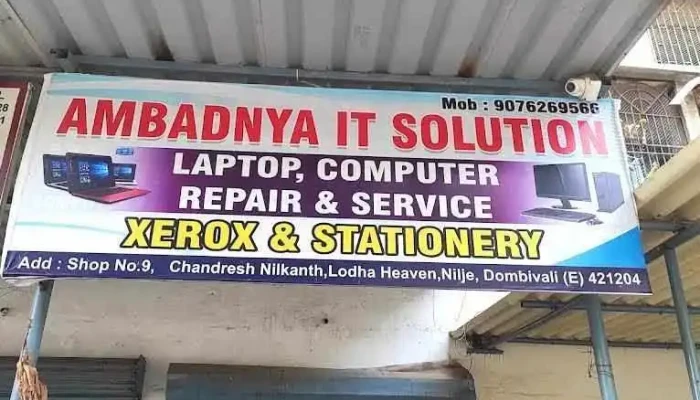 Mob : 9076269566
AMBADNYA IT SOLUTION
LAPTOP, COMPUTER
REPAIR & SERVICE
XEROX & STATIONERY
Add : Shop No.9, Chandresh Nilkanth,Lodha Heaven,Nilje, Dombivali (E) 421204